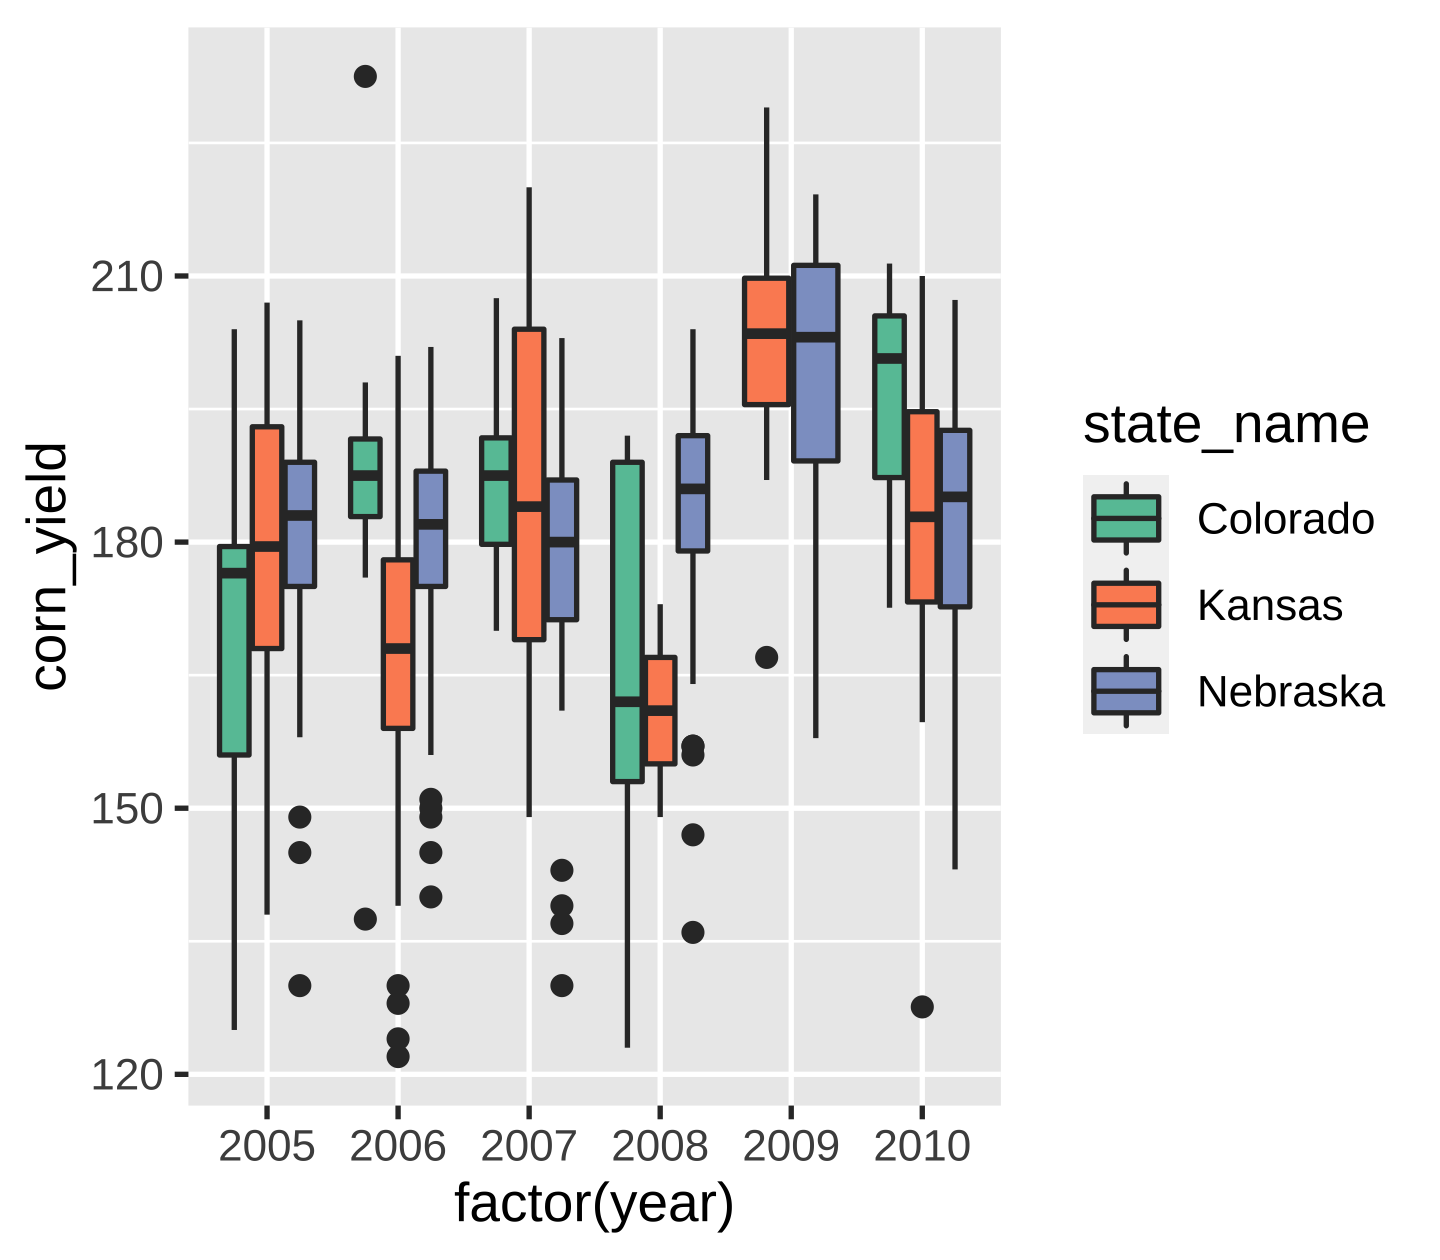 corn_yield
210
180
150
120
2005 2006 2007 2008 2009 2010
factor(year)
state_name
Colorado
Kansas
Nebraska